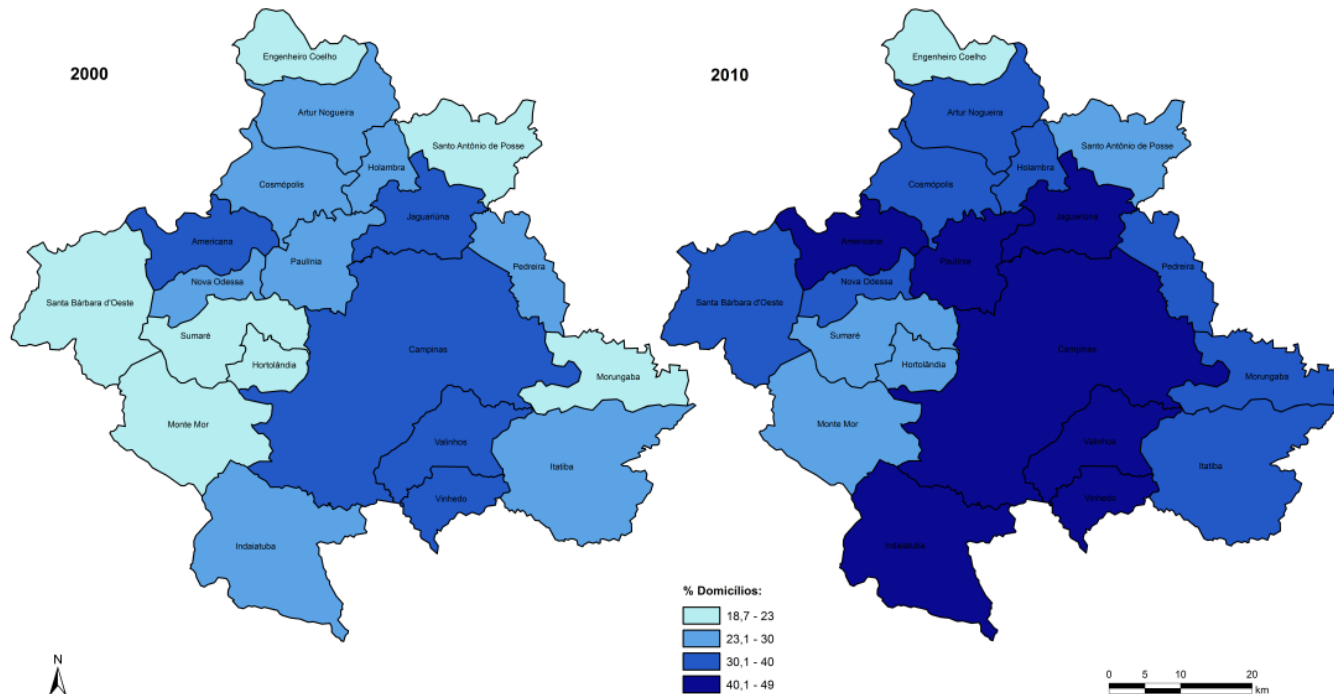 2000
Engenheiro Coelho
Artur Nogueira
Santo Antônio de Posse
Holambra
Cosmópolis
Jaguariúna
Americana
Paulínia
Pedreira
Nova Odessa
Santa Bárbara d'Oeste
Sumaré
Campinas
Hortolândia
Morungaba
Monte Mor
Valinhos
Itatiba
Vinhedo
Indaiatuba
N
2010
Engenheiro Coelho
Artur Nogueira
Santo Antônio de Posse
Holambra
Cosmópolis
Jaguariúna
Americana
Paulínia
Pedreira
Nova Odessa
Santa Bárbara d'Oeste
Sumaré
Campinas
Hortolândia
Morungaba
Monte Mor
Valinhos
Itatiba
Vinhedo
Indaiatuba
% Domicílios:
18,7 - 23
23,1 - 30
30,1 - 40
40,1 - 49
0 5 10 20
km